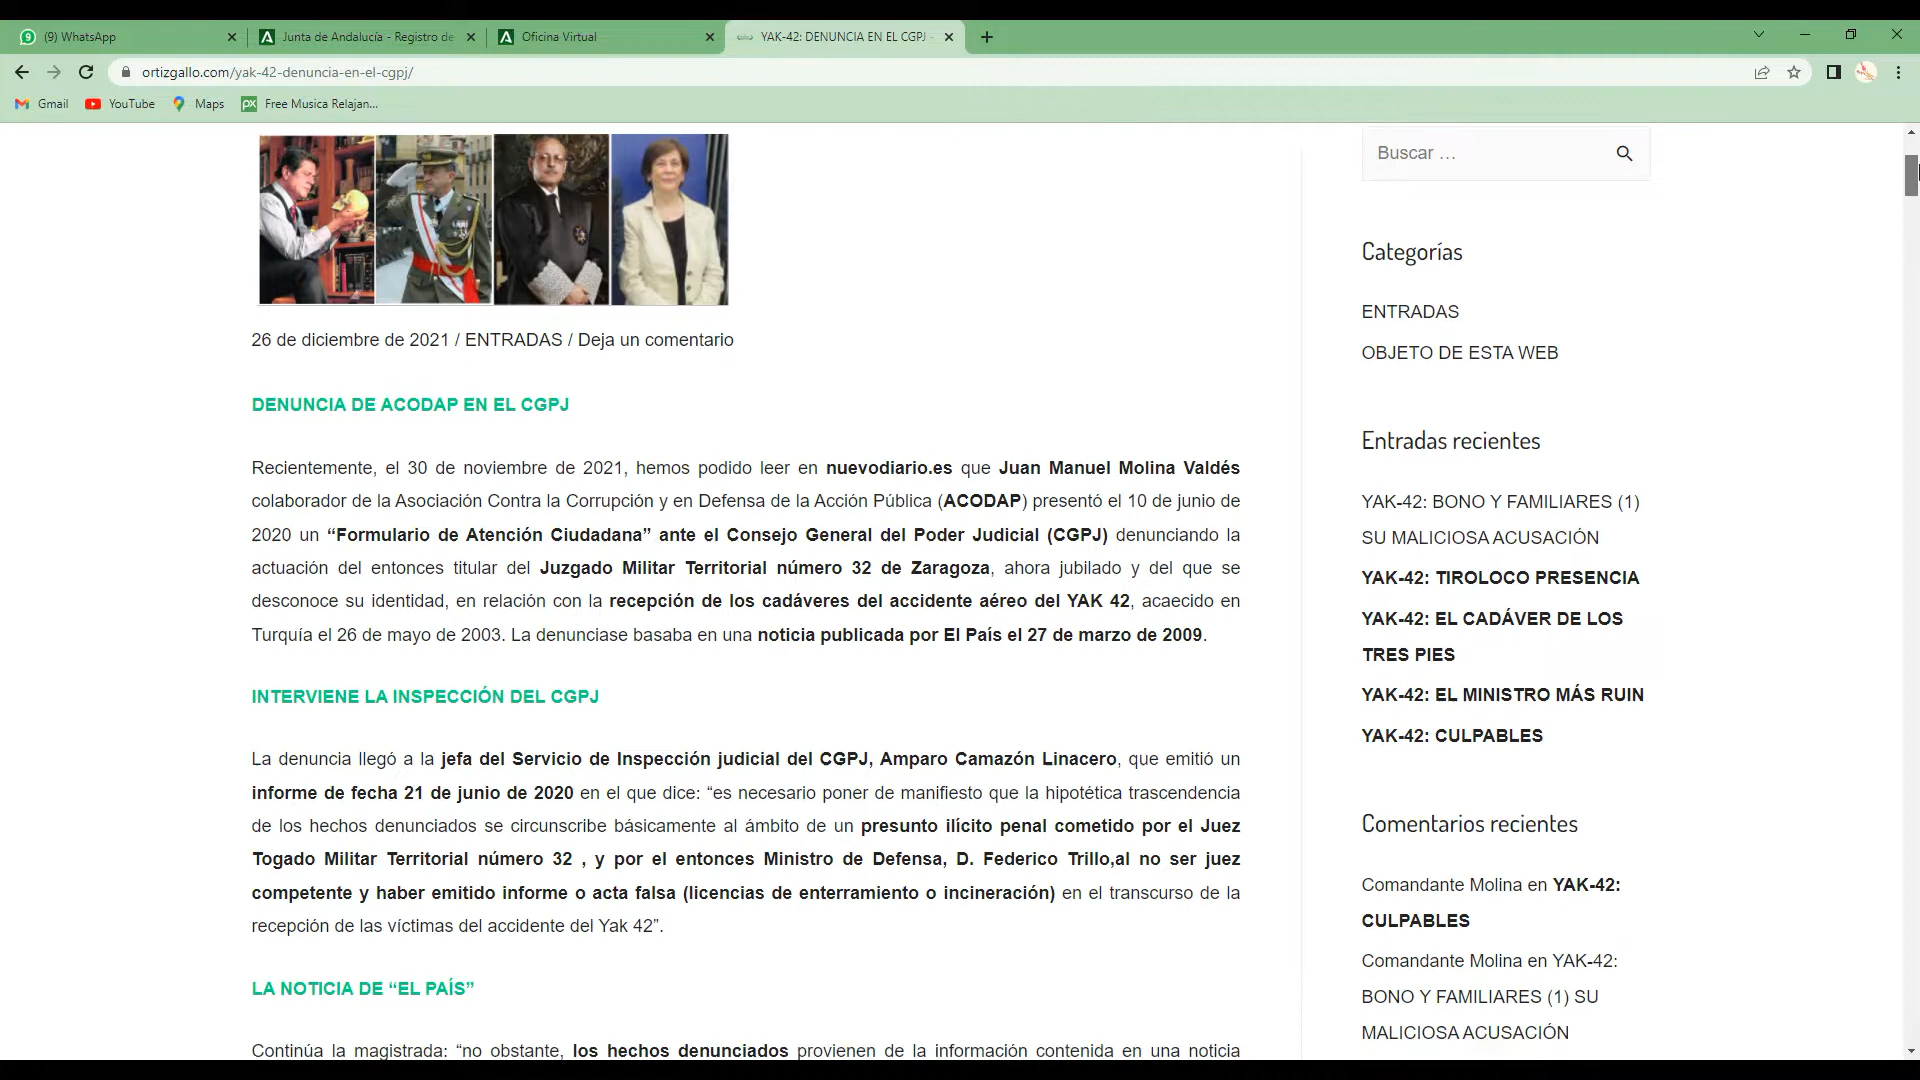 (9) WhatsApp
Junta de Andalucía - Registro de
Oficina Virtual
YAK-42: DENUNCIA EN EL CGPJ -
ortizgallo.com/yak-42-denuncia-en-el-cgpj/
Gmail
YouTube
Maps
Free Musica Relajan...
26 de diciembre de 2021 / ENTRADAS / Deja un comentario
DENUNCIA DE ACODAP EN EL CGPJ
Recientemente, el 30 de noviembre de 2021, hemos podido leer en nuevodiario.es que Juan Manuel Molina Valdés
colaborador de la Asociación Contra la Corrupción y en Defensa de la Acción Pública (ACODAP) presentó el 10 de junio de
2020 un “Formulario de Atención Ciudadana” ante el Consejo General del Poder Judicial (CGPJ) denunciando la
actuación del entonces titular del Juzgado Militar Territorial número 32 de Zaragoza, ahora jubilado y del que se
desconoce su identidad, en relación con la recepción de los cadáveres del accidente aéreo del YAK 42, acaecido en
Turquía el 26 de mayo de 2003. La denunciase basaba en una noticia publicada por El País el 27 de marzo de 2009.
INTERVIENE LA INSPECCIÓN DEL CGPJ
La denuncia llegó a la jefa del Servicio de Inspección judicial del CGPJ, Amparo Camazón Linacero, que emitió un
informe de fecha 21 de junio de 2020 en el que dice: “es necesario poner de manifiesto que la hipotética trascendencia
de los hechos denunciados se circunscribe básicamente al ámbito de un presunto ilícito penal cometido por el Juez
Togado Militar Territorial número 32 , y por el entonces Ministro de Defensa, D. Federico Trillo,al no ser juez
competente y haber emitido informe o acta falsa (licencias de enterramiento o incineración) en el transcurso de la
recepción de las víctimas del accidente del Yak 42”.
LA NOTICIA DE “EL PAÍS”
Continúa la magistrada: “no obstante, los hechos denunciados provienen de la información contenida en una noticia
Buscar …
Categorías
ENTRADAS
OBJETO DE ESTA WEB
Entradas recientes
YAK-42: BONO Y FAMILIARES (1)
SU MALICIOSA ACUSACIÓN
YAK-42: TIROLOCO PRESENCIA
YAK-42: EL CADÁVER DE LOS
TRES PIES
YAK-42: EL MINISTRO MÁS RUIN
YAK-42: CULPABLES
Comentarios recientes
Comandante Molina en YAK-42:
CULPABLES
Comandante Molina en YAK-42:
BONO Y FAMILIARES (1) SU
MALICIOSA ACUSACIÓN